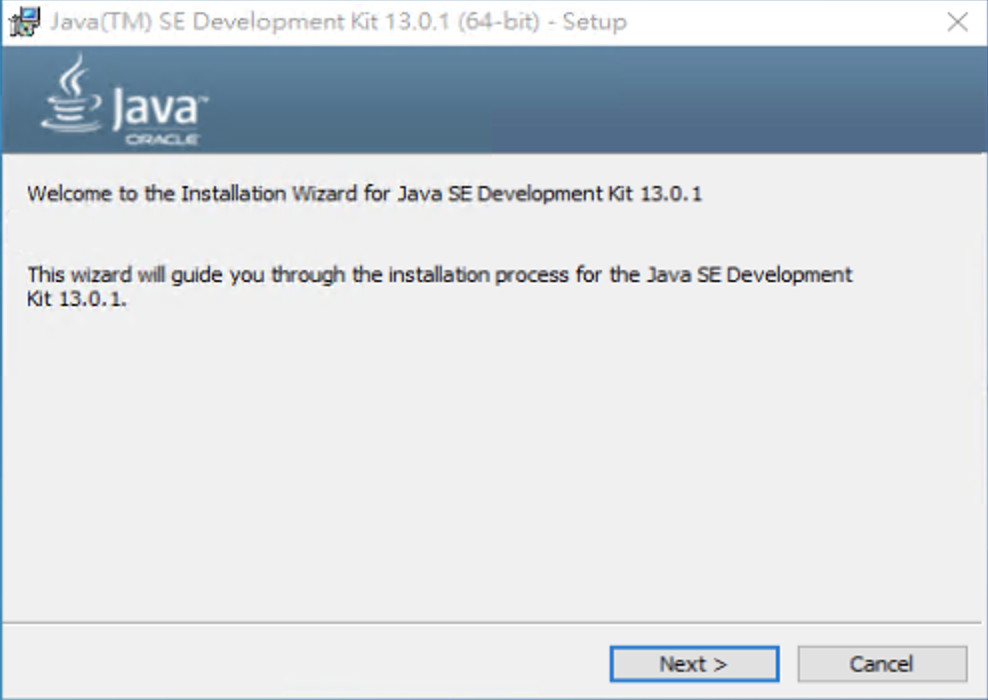 Java(TM) SE Development Kit 13.0.1 (64-bit) - Setup
Java™
ORACLE
Welcome to the Installation Wizard for Java SE Development Kit 13.0.1
This wizard will guide you through the installation process for the Java SE Development
Kit 13.0.1.
Next >
Cancel